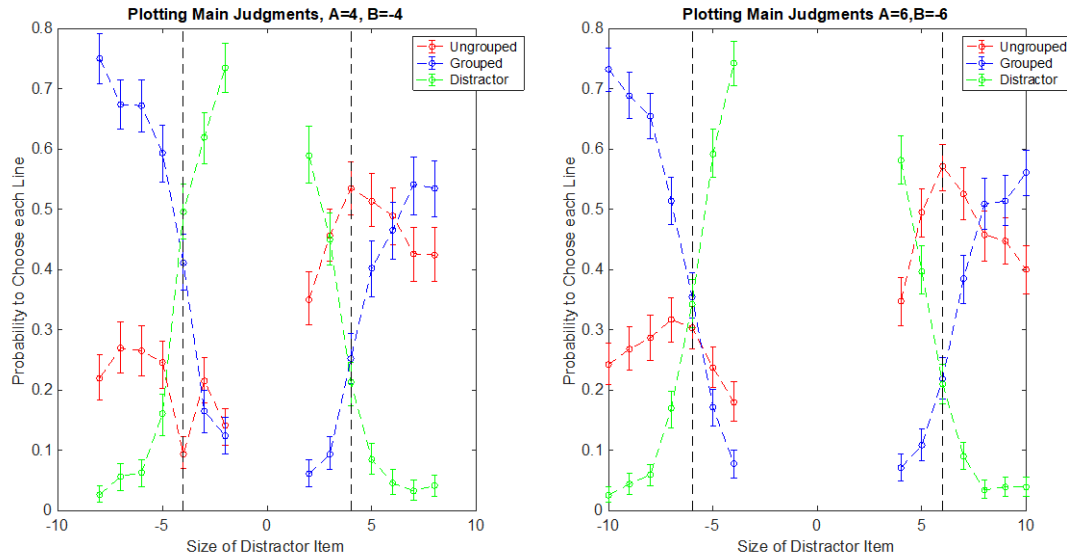 Plotting Main Judgments, A=4, B=-4
Probability to Choose each Line
0.8
0.7
0.6
0.5
0.4
0.3
0.2
0.1
0
-10
-5
0
5
10
Size of Distractor Item
Ungrouped
Grouped
Distractor
Plotting Main Judgments A=6,B=-6
Probability to Choose each Line
0.8
0.7
0.6
0.5
0.4
0.3
0.2
0.1
0
-10
-5
0
5
10
Size of Distractor Item
Ungrouped
Grouped
Distractor